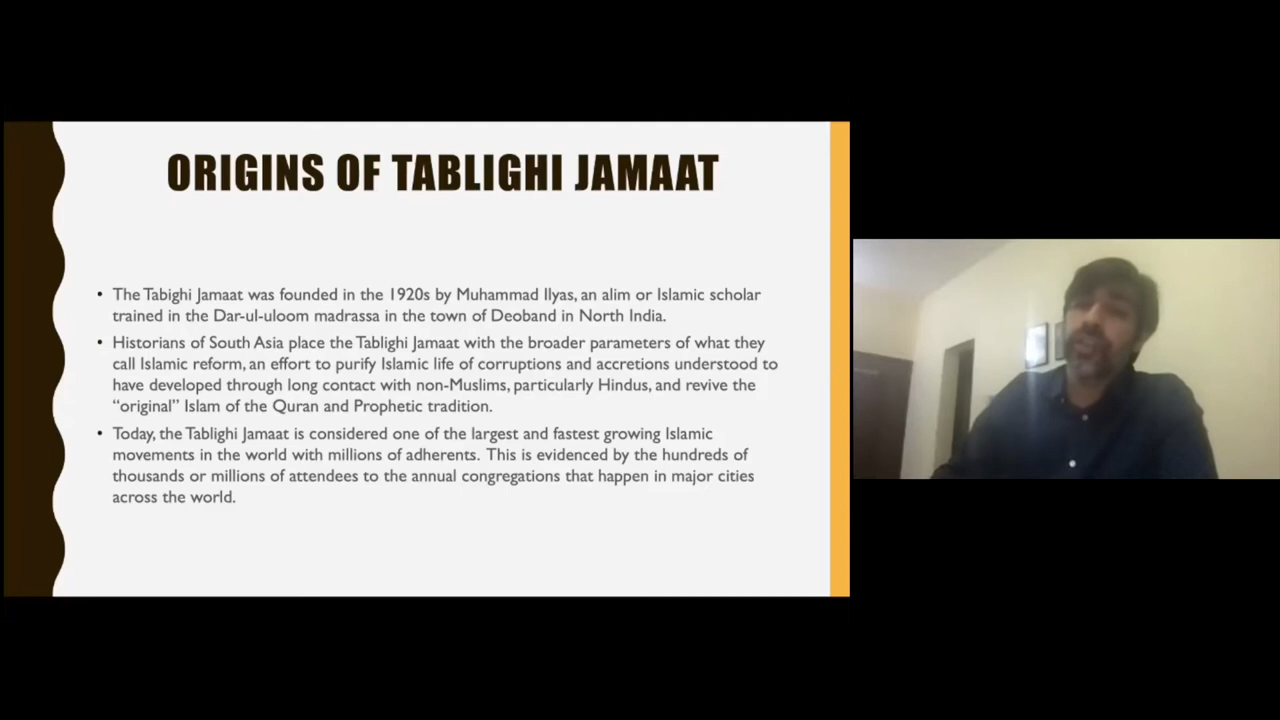 ORIGINS OF TABLIGHI JAMAAT
• The Tabighi Jamaat was founded in the 1920s by Muhammad Ilyas, an alim or Islamic scholar
trained in the Dar-ul-uloom madrassa in the town of Deoband in North India.
• Historians of South Asia place the Tablighi Jamaat with the broader parameters of what they
call Islamic reform, an effort to purify Islamic life of corruptions and accretions understood to
have developed through long contact with non-Muslims, particularly Hindus, and revive the
“original” Islam of the Quran and Prophetic tradition.
• Today, the Tablighi Jamaat is considered one of the largest and fastest growing Islamic
movements in the world with millions of adherents. This is evidenced by the hundreds of
thousands or millions of attendees to the annual congregations that happen in major cities
across the world.